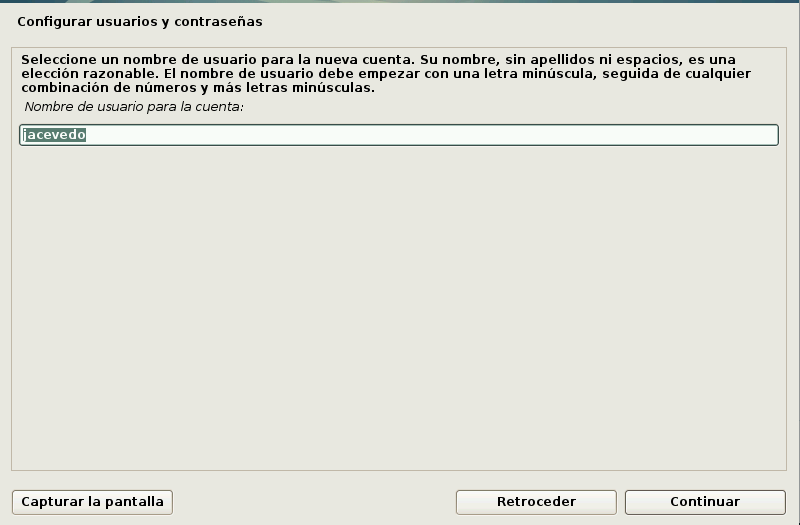 Configurar usuarios y contraseñas
Seleccione un nombre de usuario para la nueva cuenta. Su nombre, sin apellidos ni espacios, es una
elección razonable. El nombre de usuario debe empezar con una letra minúscula, seguida de cualquier
combinación de números y más letras minúsculas.
Nombre de usuario para la cuenta:
jacevedo
Capturar la pantalla
Retroceder
Continuar